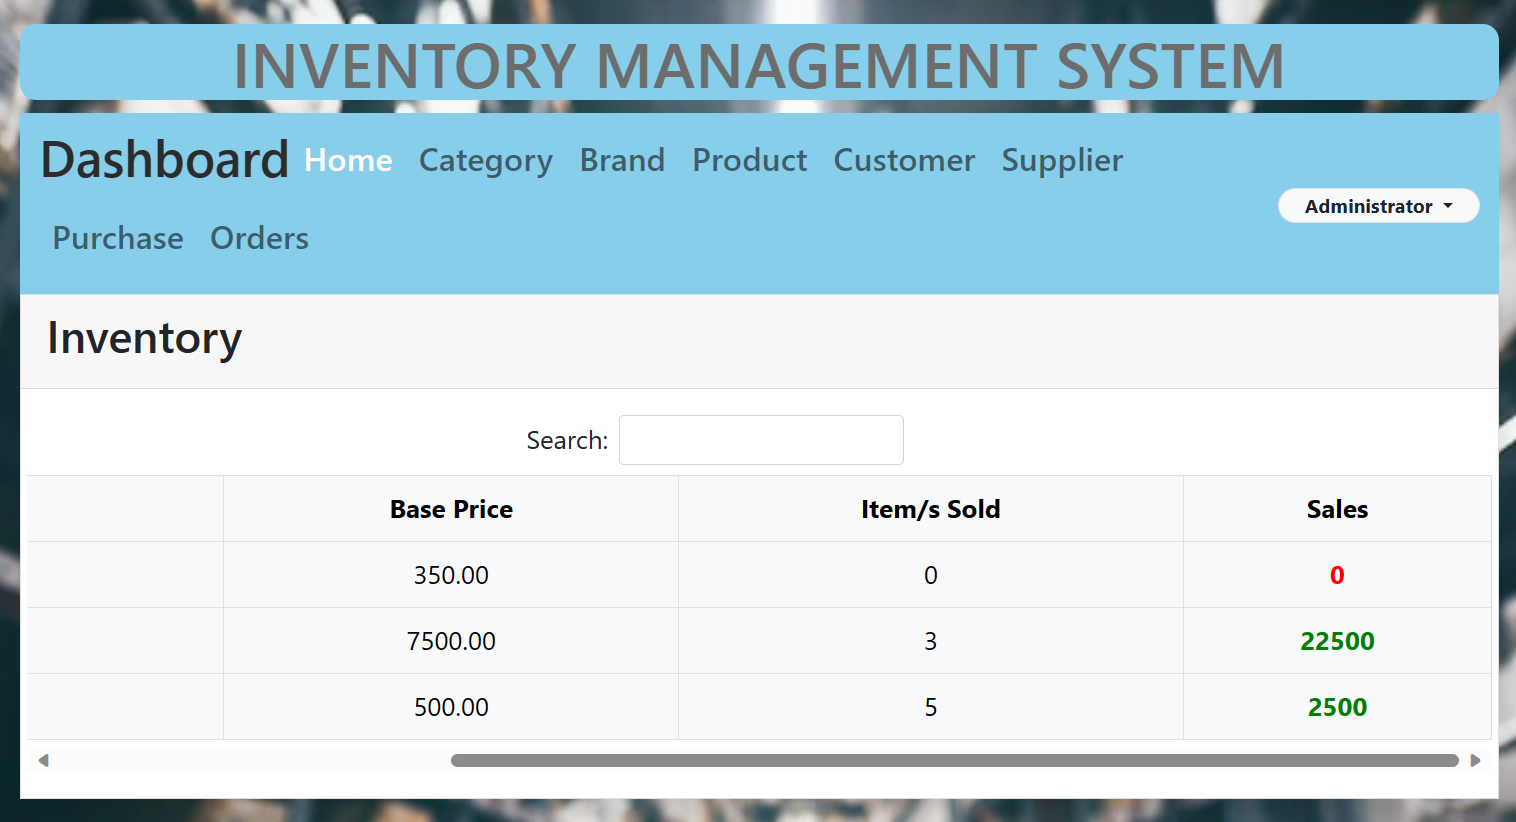 INVENTORY MANAGEMENT SYSTEM
Dashboard Home Category Brand Product Customer Supplier
Administrator
Purchase Orders
Inventory
Search:
Base Price Item/s Sold Sales
350.00 0 0
7500.00 3 22500
500.00 5 2500